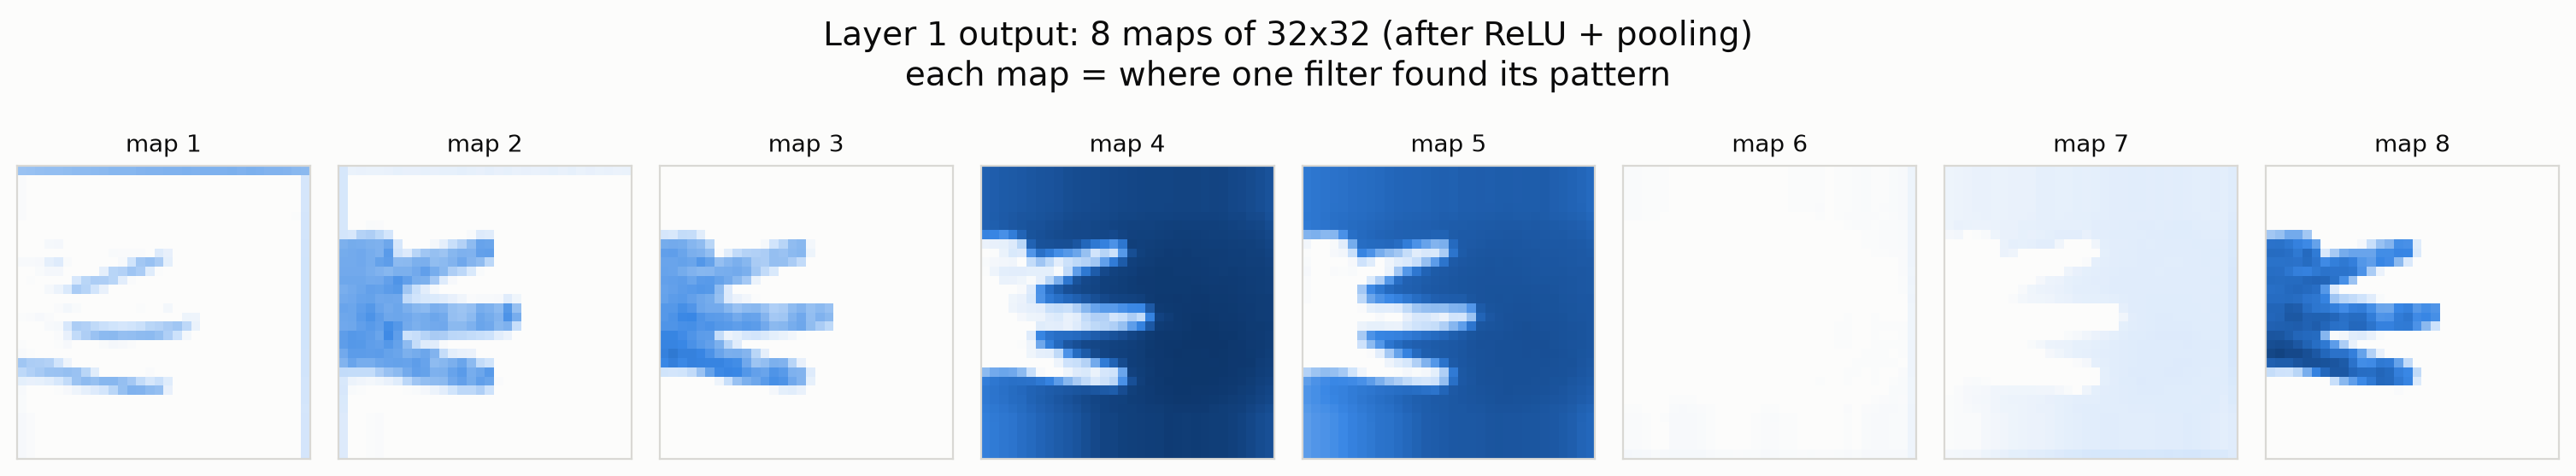 Layer 1 output: 8 maps of 32x32 (after ReLU + pooling)
each map = where one filter found its pattern
map 1
map 2
map 3
map 4
map 5
map 6
map 7
map 8